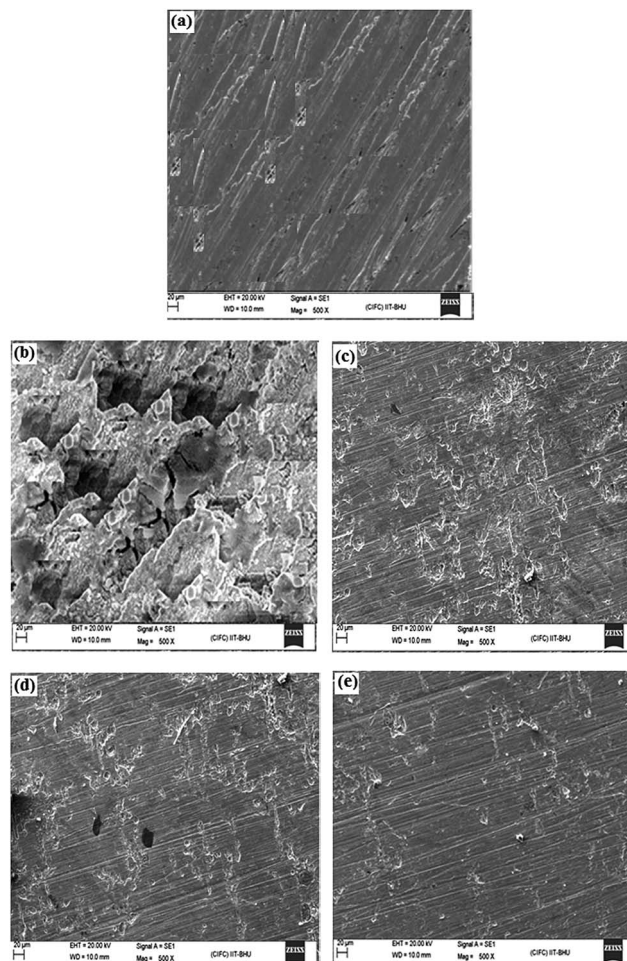 (a)
20 µm EHT = 20.00 kV Signal A = SE1 ZEISS
WD = 10.0 mm Mag = 500 X (CIFC) IIT-BHU
(b)
20 µm EHT = 20.00 kV Signal A = SE1 ZEISS
WD = 10.0 mm Mag = 500 X (CIFC) IIT-BHU
(c)
20 µm EHT = 20.00 kV Signal A = SE1 ZEISS
WD = 10.0 mm Mag = 500 X (CIFC) IIT-BHU
(d)
20 µm EHT = 20.00 kV Signal A = SE1 ZEISS
WD = 10.0 mm Mag = 500 X (CIFC) IIT-BHU
(e)
20 µm EHT = 20.00 kV Signal A = SE1 ZEISS
WD = 10.0 mm Mag = 500 X (CIFC) IIT-BHU